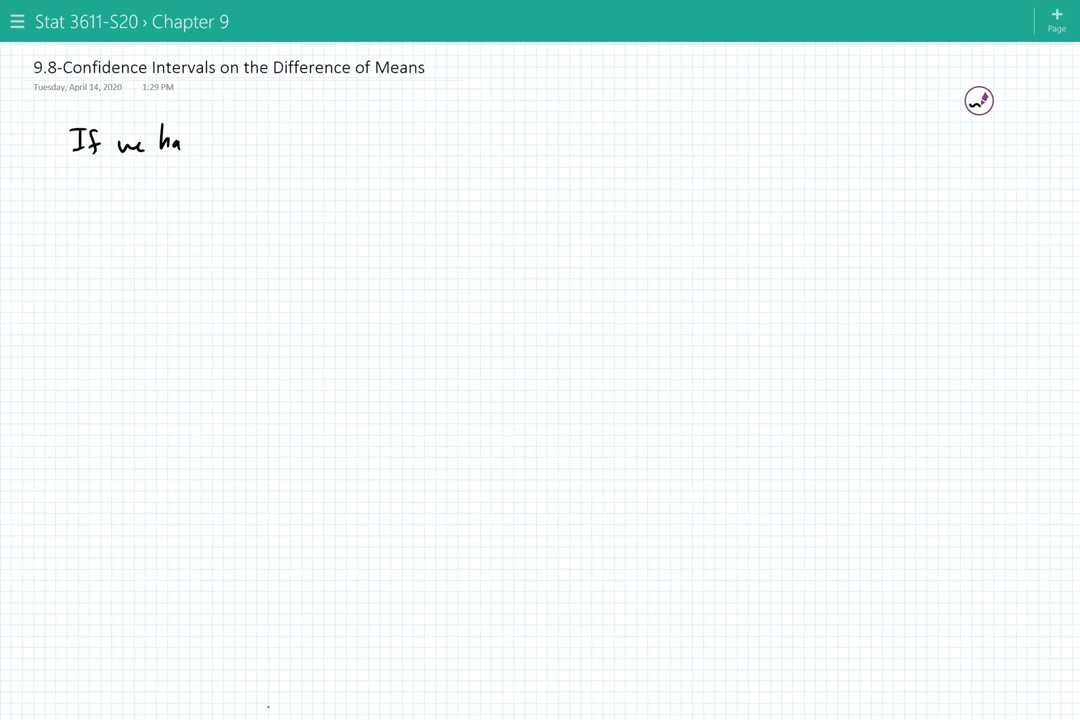 Stat 3611-S20 › Chapter 9
Page
9.8-Confidence Intervals on the Difference of Means
Tuesday, April 14, 2020 1:29 PM
If we ha